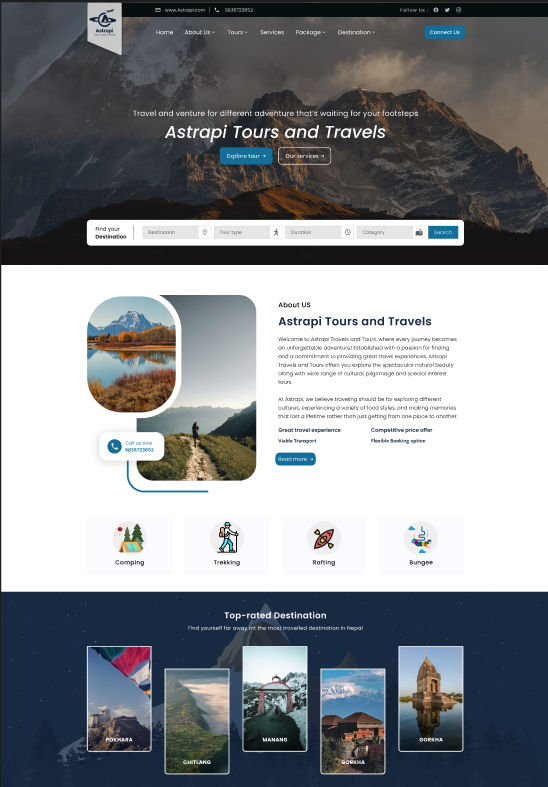 www.Astrapi.com
9836723652
Follow Us :
Astrapi
Home
About Us
Tours
Services
Package
Destination
Connect Us
Travel and venture for different adventure that's waiting for your footsteps
Astrapi Tours and Travels
Explore tour →
Our services →
Find your
Destination
Destination
Tour type
Duration
Category
Search
About US
Astrapi Tours and Travels
Welcome to Astrapi Travels and Tours, where every journey becomes
an unforgettable adventure! Established with a passion for finding
and a commitment to providing great travel experiences, Astrapi
Travels and Tours offers you explore the spectacular natural beauty
along with wide range of cultural, pilgrimage and special interest
tours.
At Astrapi, we believe traveling should be for exploring different
cultures, experiencing a variety of food styles, and making memories
that last a lifetime rather than just getting from one place to another.
Great travel experience
Competitive price offer
Viable Transport
Flexible Booking option
Read more →
Call us now
9836723652
Camping
Trekking
Rafting
Bungee
Top-rated Destination
Find yourself far away int the most travelled destination in Nepal
POKHARA
CHITLANG
MANANG
GORKHA
GORKHA